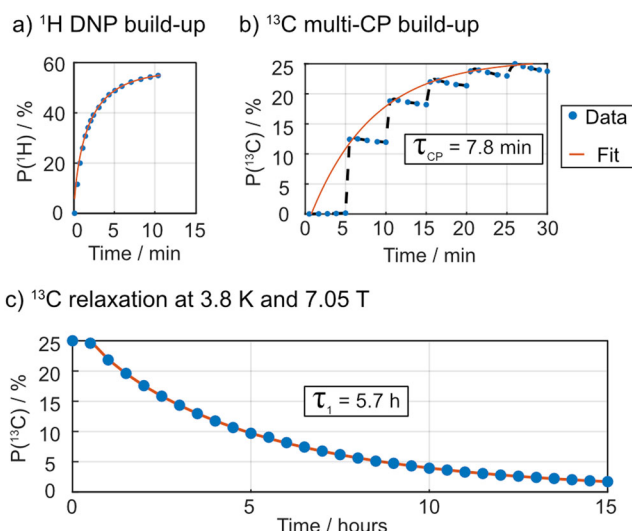 a) ¹H DNP build-up
b) ¹³C multi-CP build-up
P(¹H) / %
60
40
20
0
0
5
10
15
Time / min
P(¹³C) / %
25
20
15
10
5
0
τCP = 7.8 min
0
5
10
15
20
25
30
Time / min
Data
Fit
c) ¹³C relaxation at 3.8 K and 7.05 T
P(¹³C) / %
25
20
15
10
5
0
τ₁ = 5.7 h
0
5
10
15
Time / hours